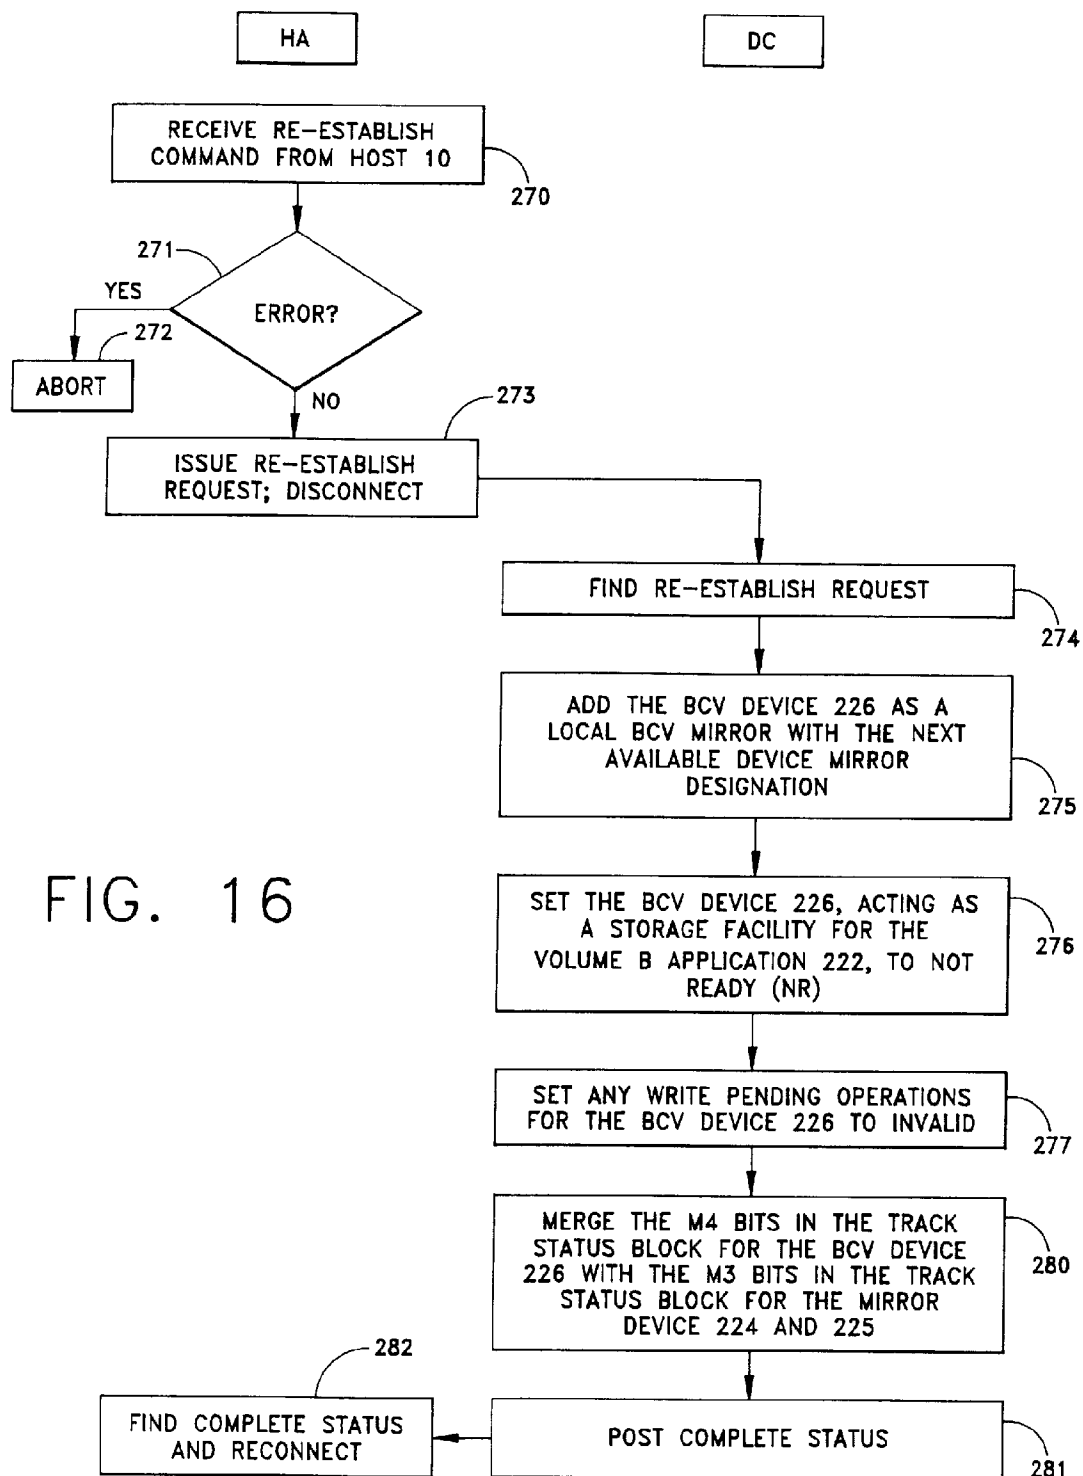 HA
DC
RECEIVE RE-ESTABLISH
COMMAND FROM HOST 10
270
271
YES
ERROR?
272
ABORT
NO
273
ISSUE RE-ESTABLISH
REQUEST; DISCONNECT
FIND RE-ESTABLISH REQUEST
274
ADD THE BCV DEVICE 226 AS A
LOCAL BCV MIRROR WITH THE NEXT
AVAILABLE DEVICE MIRROR
DESIGNATION
275
FIG. 16
SET THE BCV DEVICE 226, ACTING AS
A STORAGE FACILITY FOR THE
VOLUME B APPLICATION 222, TO NOT
READY (NR)
276
SET ANY WRITE PENDING OPERATIONS
FOR THE BCV DEVICE 226 TO INVALID
277
MERGE THE M4 BITS IN THE TRACK
STATUS BLOCK FOR THE BCV DEVICE
226 WITH THE M3 BITS IN THE TRACK
STATUS BLOCK FOR THE MIRROR
DEVICE 224 AND 225
280
282
FIND COMPLETE STATUS
AND RECONNECT
POST COMPLETE STATUS
281